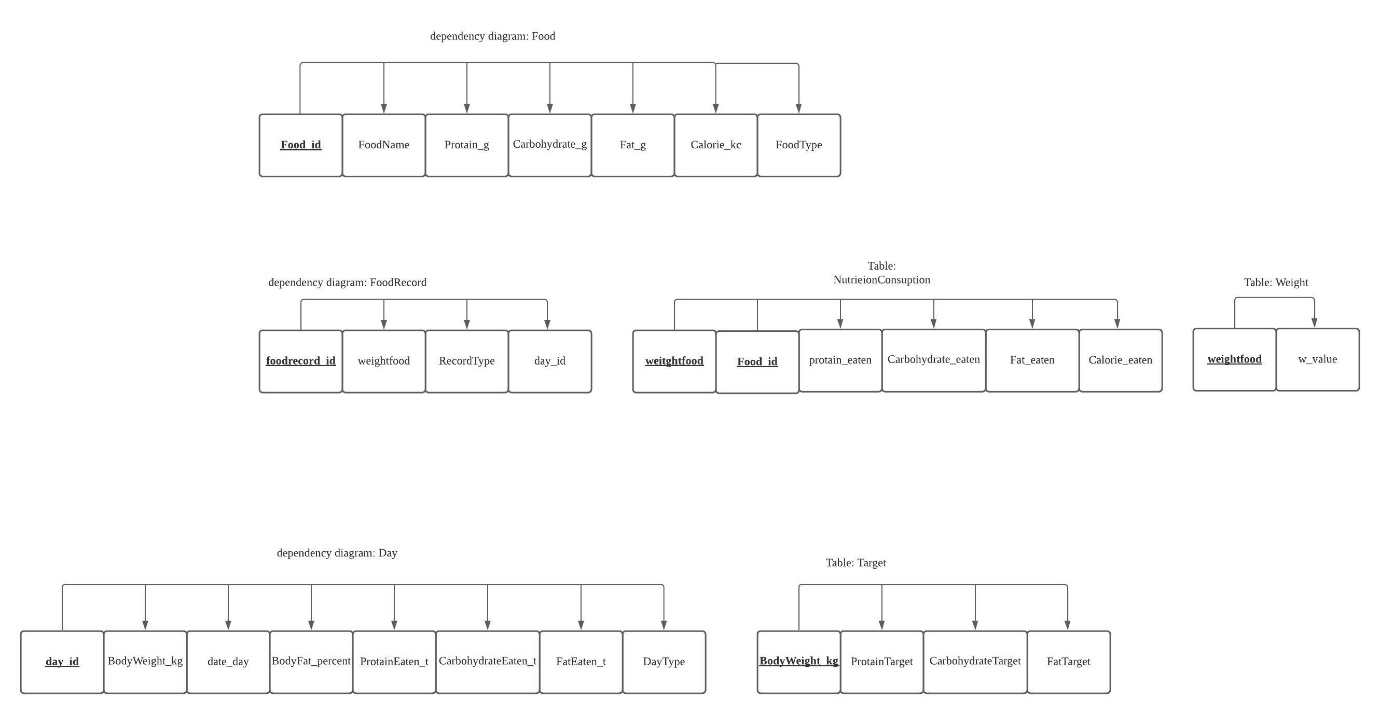 dependency diagram: Food
Food_id
FoodName
Protain_g
Carbohydrate_g
Fat_g
Calorie_kc
FoodType
dependency diagram: FoodRecord
foodrecord_id
weightfood
RecordType
day_id
Table:
NutrieionConsuption
weitghtfood
Food_id
protain_eaten
Carbohydrate_eaten
Fat_eaten
Calorie_eaten
Table: Weight
weightfood
w_value
dependency diagram: Day
day_id
BodyWeight_kg
date_day
BodyFat_percent
ProtainEaten_t
CarbohydrateEaten_t
FatEaten_t
DayType
Table: Target
BodyWeight_kg
ProtainTarget
CarbohydrateTarget
FatTarget